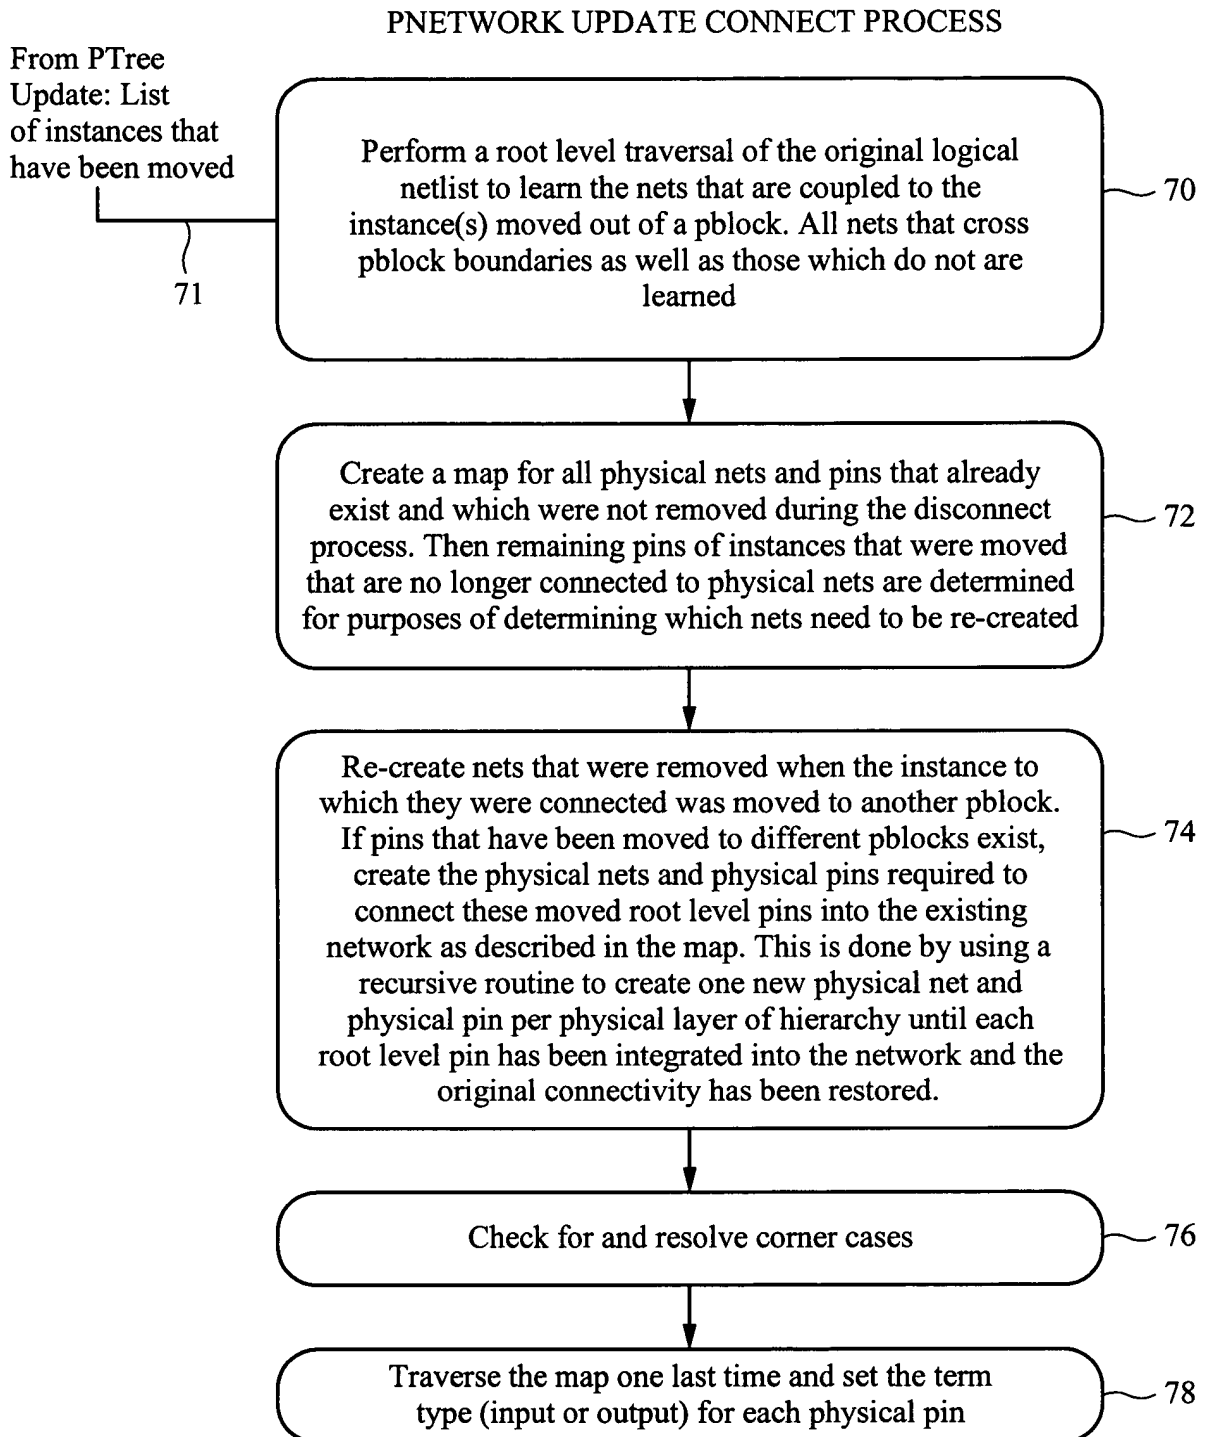 PNETWORK UPDATE CONNECT PROCESS
From PTree
Update: List
of instances that
have been moved
71
Perform a root level traversal of the original logical
netlist to learn the nets that are coupled to the
instance(s) moved out of a pblock. All nets that cross
pblock boundaries as well as those which do not are
learned
70
Create a map for all physical nets and pins that already
exist and which were not removed during the disconnect
process. Then remaining pins of instances that were moved
that are no longer connected to physical nets are determined
for purposes of determining which nets need to be re-created
72
Re-create nets that were removed when the instance to
which they were connected was moved to another pblock.
If pins that have been moved to different pblocks exist,
create the physical nets and physical pins required to
connect these moved root level pins into the existing
network as described in the map. This is done by using a
recursive routine to create one new physical net and
physical pin per physical layer of hierarchy until each
root level pin has been integrated into the network and the
original connectivity has been restored.
74
Check for and resolve corner cases
76
Traverse the map one last time and set the term
type (input or output) for each physical pin
78